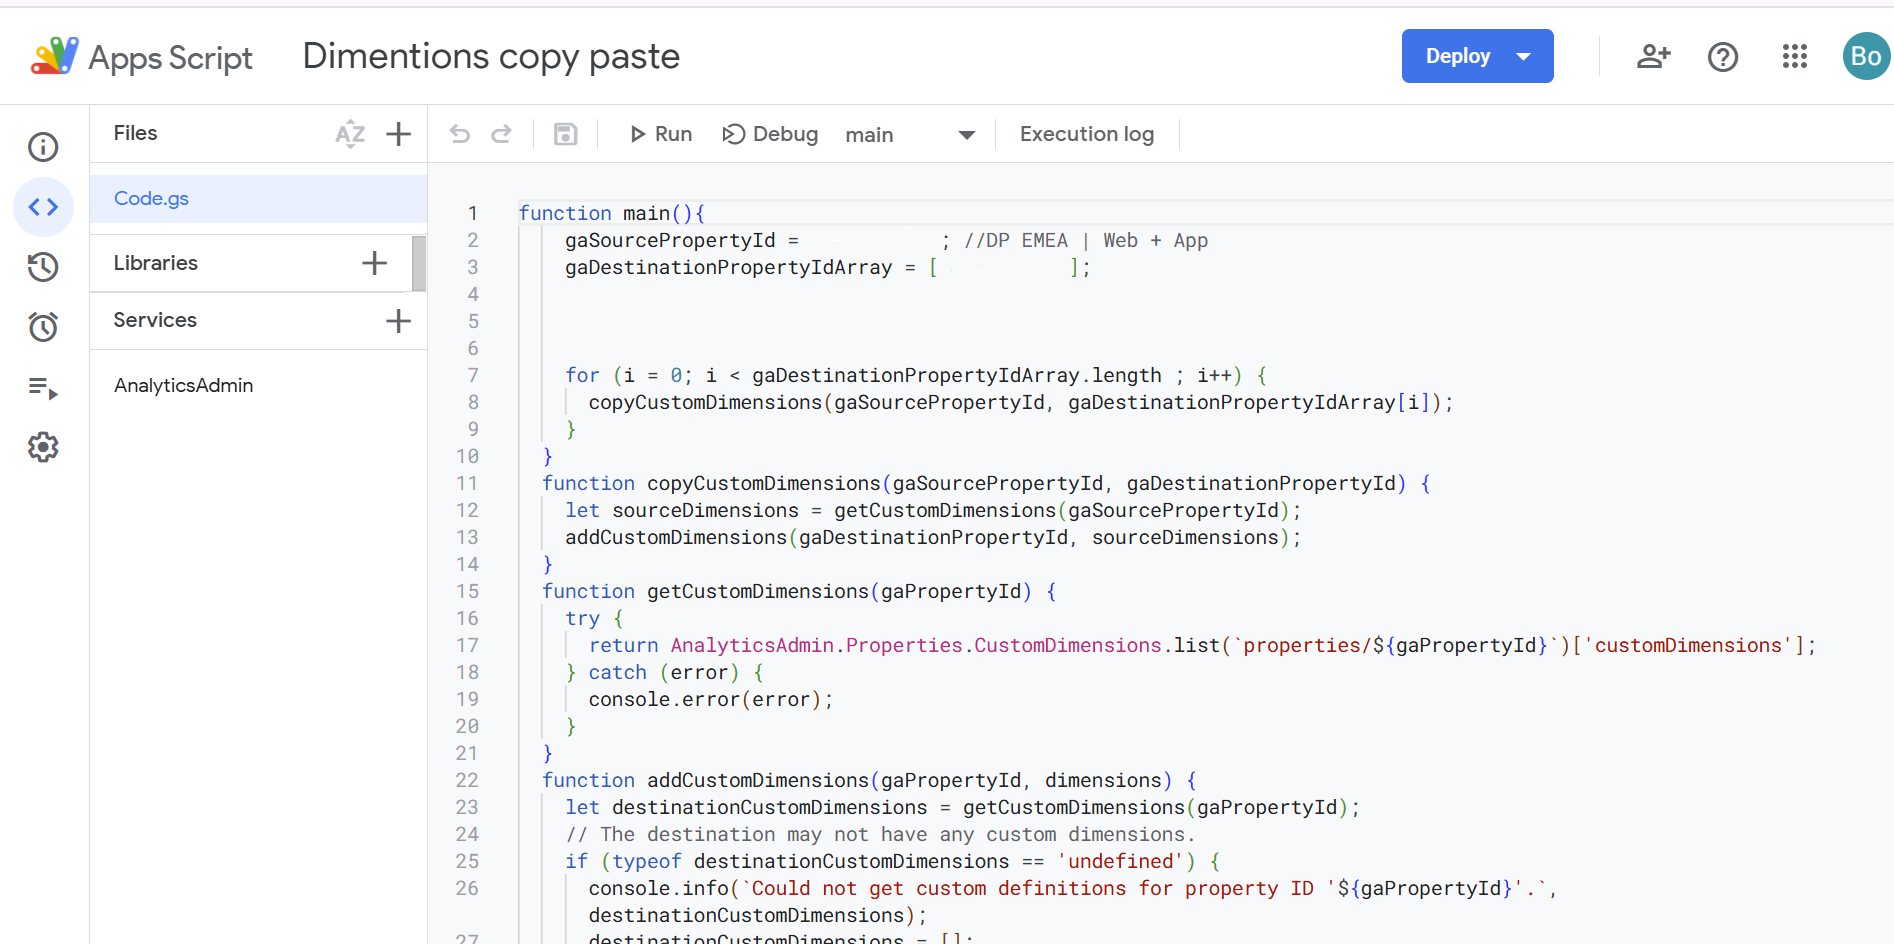 Apps Script
Dimentions copy paste
Deploy
Bo
Files
AZ
Run
Debug
main
Execution log
Code.gs
Libraries
Services
AnalyticsAdmin
1 function main(){
2 gaSourcePropertyId = ; //DP EMEA | Web + App
3 gaDestinationPropertyIdArray = [ ];
4
5
6
7 for (i = 0; i < gaDestinationPropertyIdArray.length ; i++) {
8 copyCustomDimensions(gaSourcePropertyId, gaDestinationPropertyIdArray[i]);
9 }
10 }
11 function copyCustomDimensions(gaSourcePropertyId, gaDestinationPropertyId) {
12 let sourceDimensions = getCustomDimensions(gaSourcePropertyId);
13 addCustomDimensions(gaDestinationPropertyId, sourceDimensions);
14 }
15 function getCustomDimensions(gaPropertyId) {
16 try {
17 return AnalyticsAdmin.Properties.CustomDimensions.list(`properties/${gaPropertyId}`)['customDimensions'];
18 } catch (error) {
19 console.error(error);
20 }
21 }
22 function addCustomDimensions(gaPropertyId, dimensions) {
23 let destinationCustomDimensions = getCustomDimensions(gaPropertyId);
24 // The destination may not have any custom dimensions.
25 if (typeof destinationCustomDimensions == 'undefined') {
26 console.info(`Could not get custom definitions for property ID '${gaPropertyId}'.`,
destinationCustomDimensions);
27 destinationCustomDimensions = [];